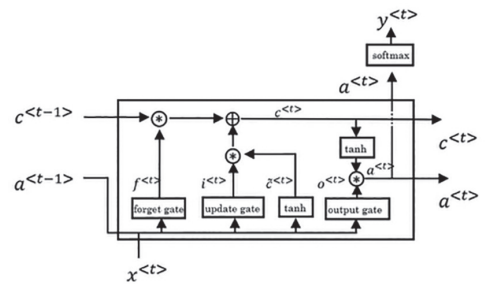 y<t>
softmax
a<t>
c<t-1>
c<t>
c<t>
tanh
a<t-1>
f<t>
i<t>
c̃<t>
o<t>
a<t>
a<t>
forget gate
update gate
tanh
output gate
x<t>